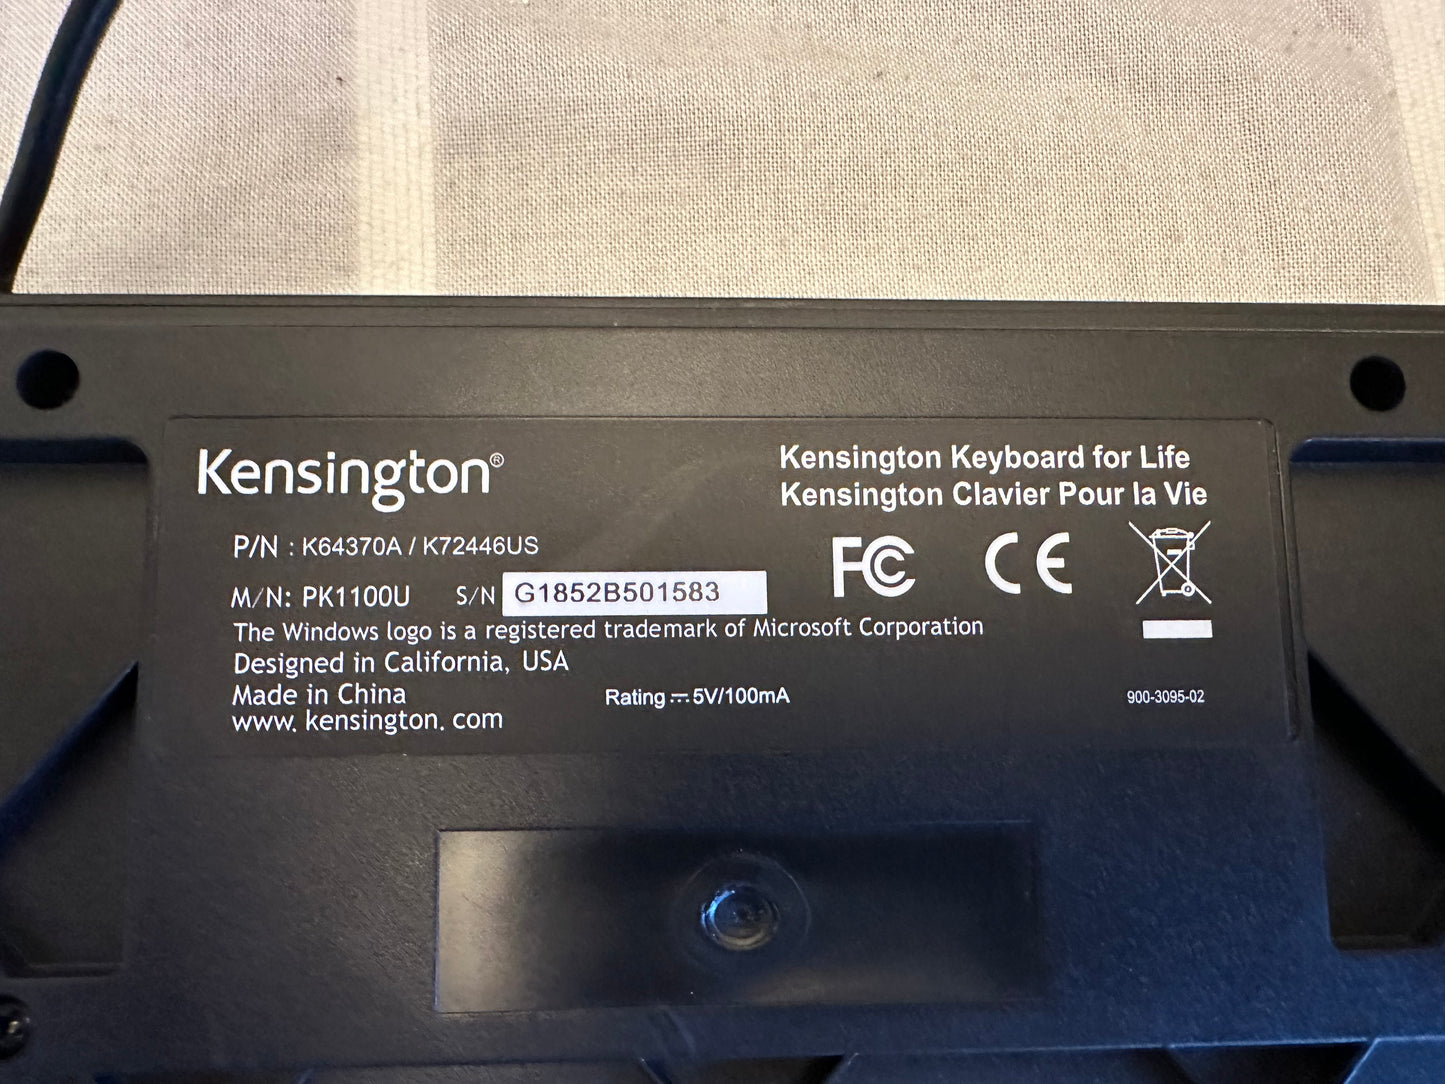 Kensington®
Kensington Keyboard for Life
Kensington Clavier Pour la Vie
P/N : K64370A / K72446US
M/N: PK1100U S/N G1852B501583
FC CE
The Windows logo is a registered trademark of Microsoft Corporation
Designed in California, USA
Made in China
Rating ⎓ 5V/100mA
900-3095-02
www. kensington. com